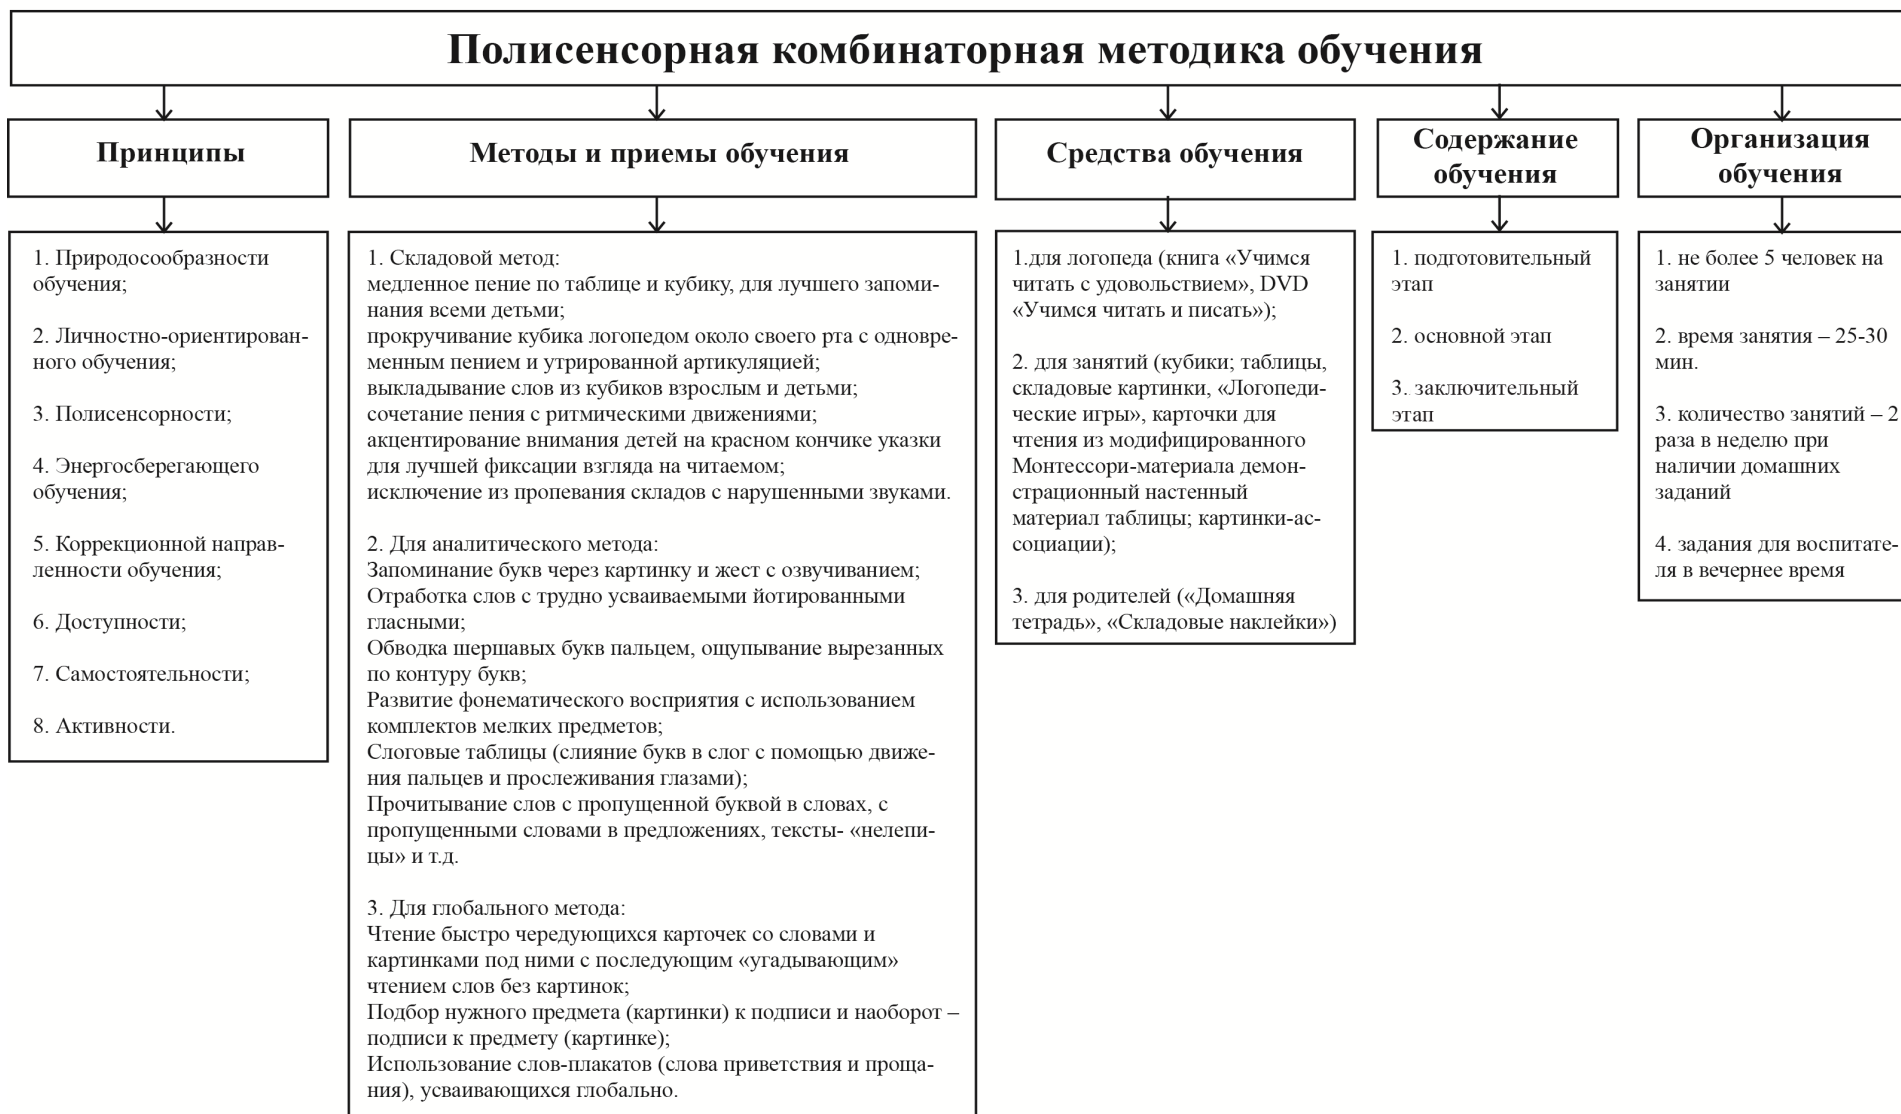 Полисенсорная комбинаторная методика обучения
Принципы
1. Природосообразности
обучения;
2. Личностно-ориентирован-
ного обучения;
3. Полисенсорности;
4. Энергосберегающего
обучения;
5. Коррекционной направ-
ленности обучения;
6. Доступности;
7. Самостоятельности;
8. Активности.
Методы и приемы обучения
1. Складовой метод:
медленное пение по таблице и кубику, для лучшего запоми-
нания всеми детьми;
прокручивание кубика логопедом около своего рта с одновре-
менным пением и утрированной артикуляцией;
выкладывание слов из кубиков взрослым и детьми;
сочетание пения с ритмическими движениями;
акцентирование внимания детей на красном кончике указки
для лучшей фиксации взгляда на читаемом;
исключение из пропевания складов с нарушенными звуками.
2. Для аналитического метода:
Запоминание букв через картинку и жест с озвучиванием;
Отработка слов с трудно усваиваемыми йотированными
гласными;
Обводка шершавых букв пальцем, ощупывание вырезанных
по контуру букв;
Развитие фонематического восприятия с использованием
комплектов мелких предметов;
Слоговые таблицы (слияние букв в слог с помощью движе-
ния пальцев и прослеживания глазами);
Прочитывание слов с пропущенной буквой в словах, с
пропущенными словами в предложениях, тексты- «нелепи-
цы» и т.д.
3. Для глобального метода:
Чтение быстро чередующихся карточек со словами и
картинками под ними с последующим «угадывающим»
чтением слов без картинок;
Подбор нужного предмета (картинки) к подписи и наоборот –
подписи к предмету (картинке);
Использование слов-плакатов (слова приветствия и проща-
ния), усваивающихся глобально.
Средства обучения
1.для логопеда (книга «Учимся
читать с удовольствием», DVD
«Учимся читать и писать»);
2. для занятий (кубики; таблицы,
складовые картинки, «Логопеди-
ческие игры», карточки для
чтения из модифицированного
Монтессори-материала демон-
страционный настенный
материал таблицы; картинки-ас-
социации);
3. для родителей («Домашняя
тетрадь», «Складовые наклейки»)
Содержание
обучения
1. подготовительный
этап
2. основной этап
3. заключительный
этап
Организация
обучения
1. не более 5 человек на
занятии
2. время занятия – 25-30
мин.
3. количество занятий – 2
раза в неделю при
наличии домашних
заданий
4. задания для воспитате-
ля в вечернее время